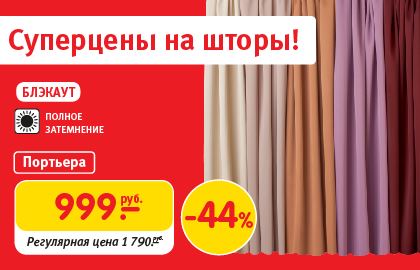 Суперцены на шторы!
БЛЭКАУТ
ПОЛНОЕ
ЗАТЕМНЕНИЕ
Портьера
999.– руб.
-44%
Регулярная цена 1 790.– руб.